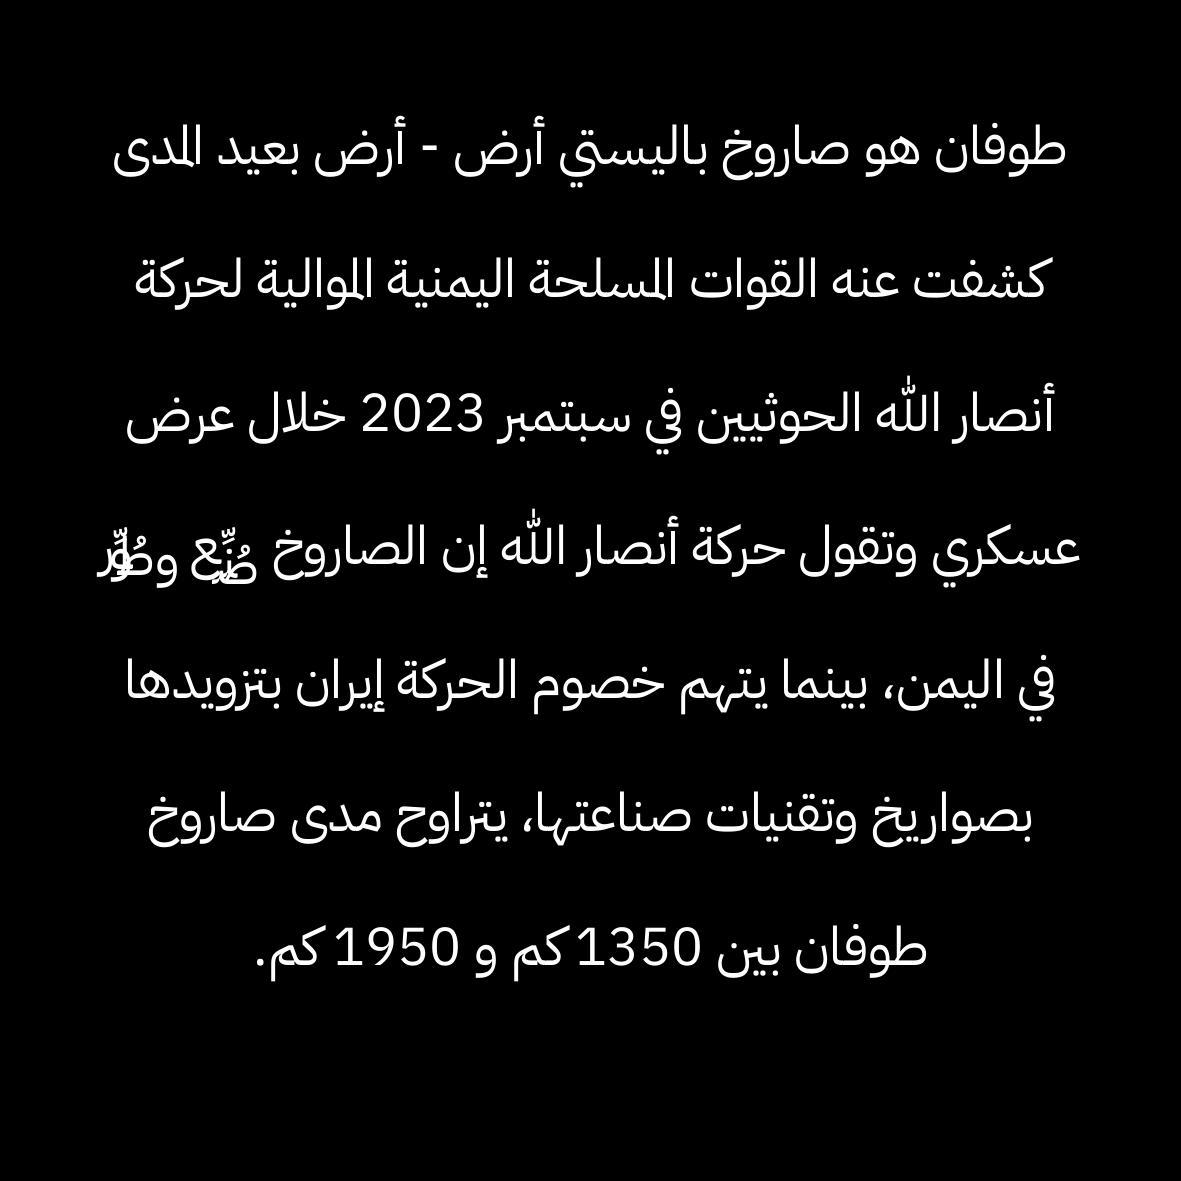 طوفان هو صاروخ باليستي أرض - أرض بعيد المدى
كشفت عنه القوات المسلحة اليمنية الموالية لحركة
أنصار الله الحوثيين في سبتمبر 2023 خلال عرض
عسكري وتقول حركة أنصار الله إن الصاروخ صُنِّع وطُوِّر
في اليمن، بينما يتهم خصوم الحركة إيران بتزويدها
بصواريخ وتقنيات صناعتها، يتراوح مدى صاروخ
طوفان بين 1350 كم و 1950 كم.